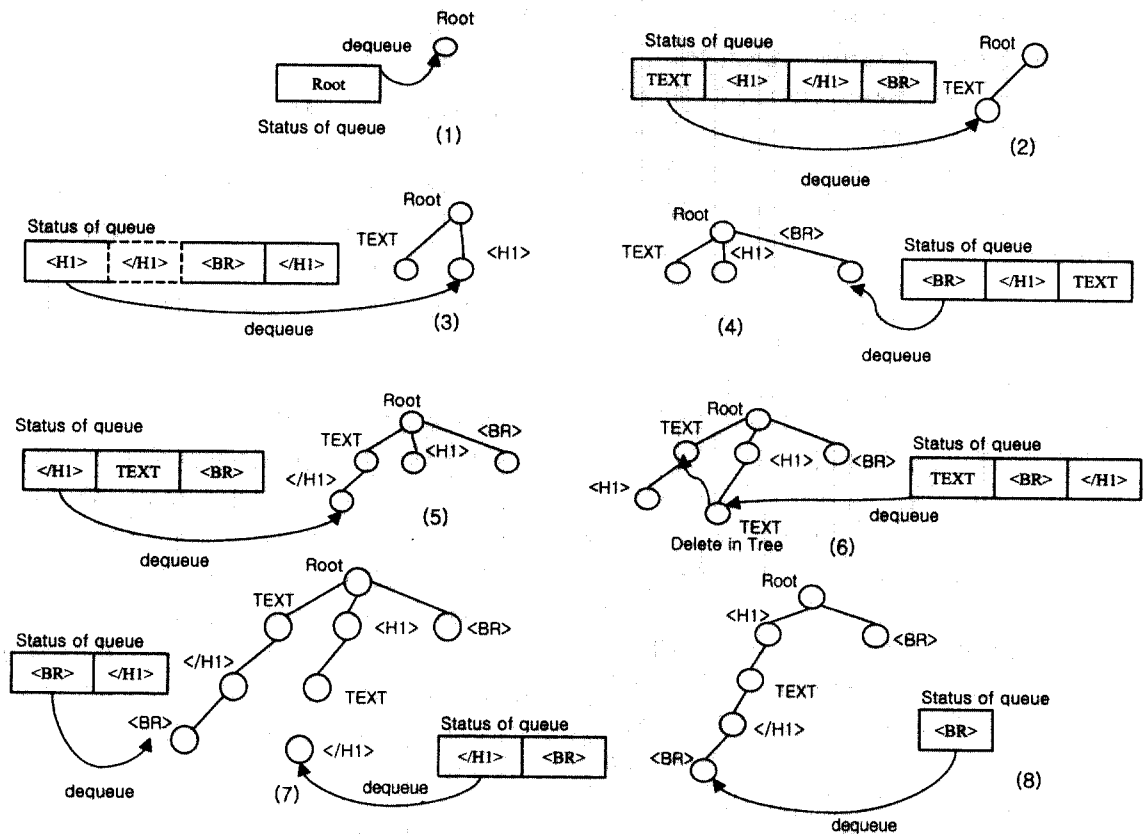 Root
dequeue
Root
Status of queue
(1)
Status of queue
TEXT <H1> </H1> <BR>
Root
TEXT
(2)
dequeue
Status of queue
<H1> </H1> <BR> </H1>
Root
TEXT
<H1>
dequeue
(3)
Root
<BR>
TEXT
<H1>
Status of queue
<BR> </H1> TEXT
(4)
dequeue
Status of queue
</H1> TEXT <BR>
Root
TEXT
<BR>
<H1>
</H1>
(5)
dequeue
Root
TEXT
<H1>
<BR>
Status of queue
TEXT <BR> </H1>
<H1>
dequeue
TEXT
Delete in Tree
(6)
Root
TEXT
<H1>
<BR>
Status of queue
<BR> </H1>
</H1>
TEXT
<BR>
Status of queue
</H1> <BR>
</H1>
dequeue
dequeue
(7)
Root
<H1>
<BR>
TEXT
Status of queue
<BR>
</H1>
<BR>
(8)
dequeue